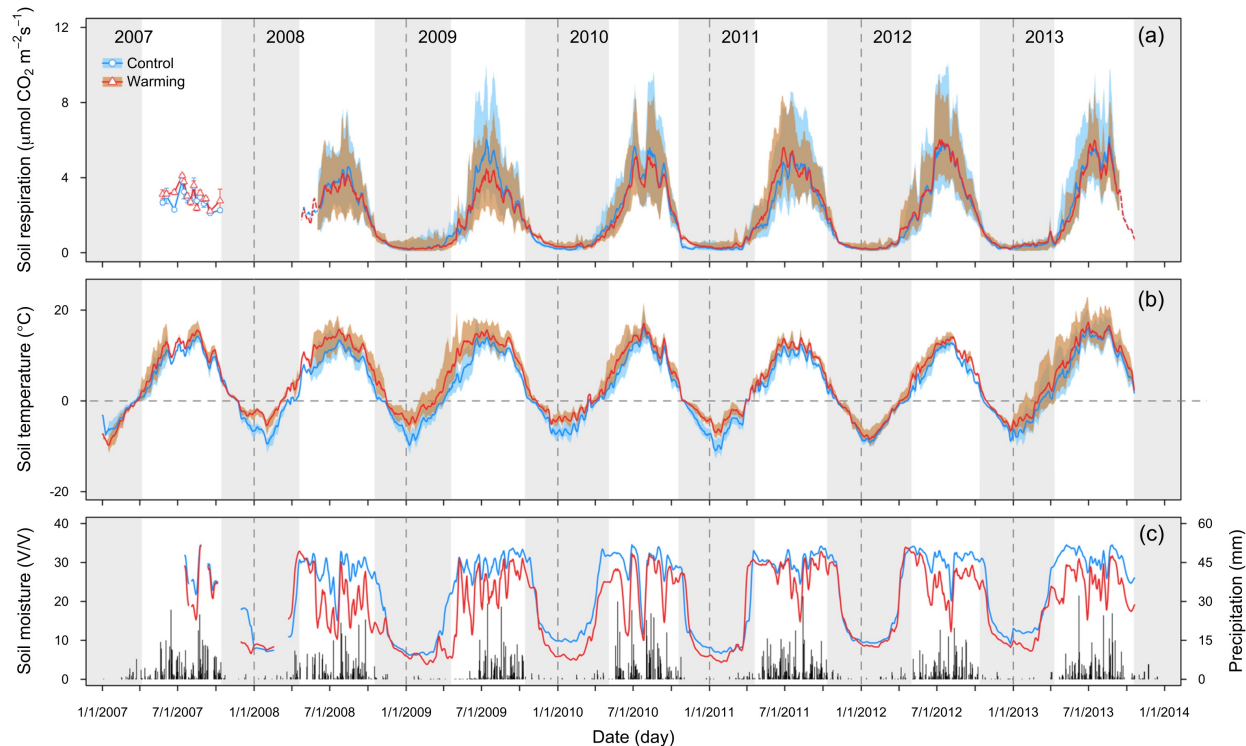 12
8
4
0
Soil respiration (μmol CO2 m−2s−1)
2007 2008 2009 2010 2011 2012 2013 (a)
Control
Warming
20
0
-20
Soil temperature (°C)
(b)
40
30
20
10
0
Soil moisture (V/V)
(c)
60
45
30
15
0
Precipitation (mm)
1/1/2007 7/1/2007 1/1/2008 7/1/2008 1/1/2009 7/1/2009 1/1/2010 7/1/2010 1/1/2011 7/1/2011 1/1/2012 7/1/2012 1/1/2013 7/1/2013 1/1/2014
Date (day)